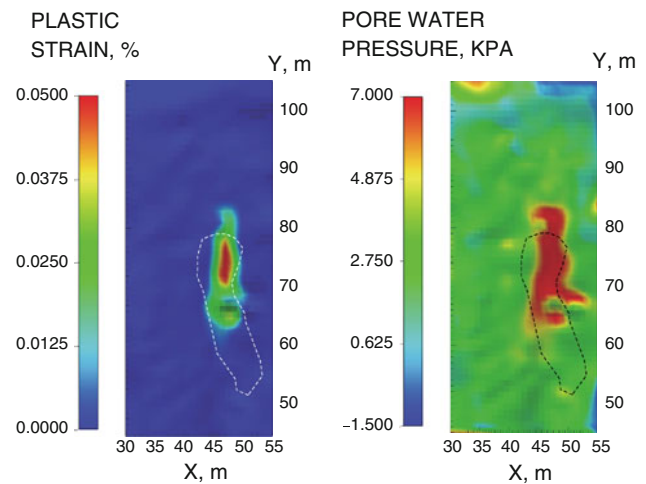 PLASTIC
STRAIN, %
Y, m
0.0500
0.0375
0.0250
0.0125
0.0000
100
90
80
70
60
50
30 35 40 45 50 55
X, m
PORE WATER
PRESSURE, KPA
Y, m
7.000
4.875
2.750
0.625
−1.500
100
90
80
70
60
50
30 35 40 45 50 55
X, m